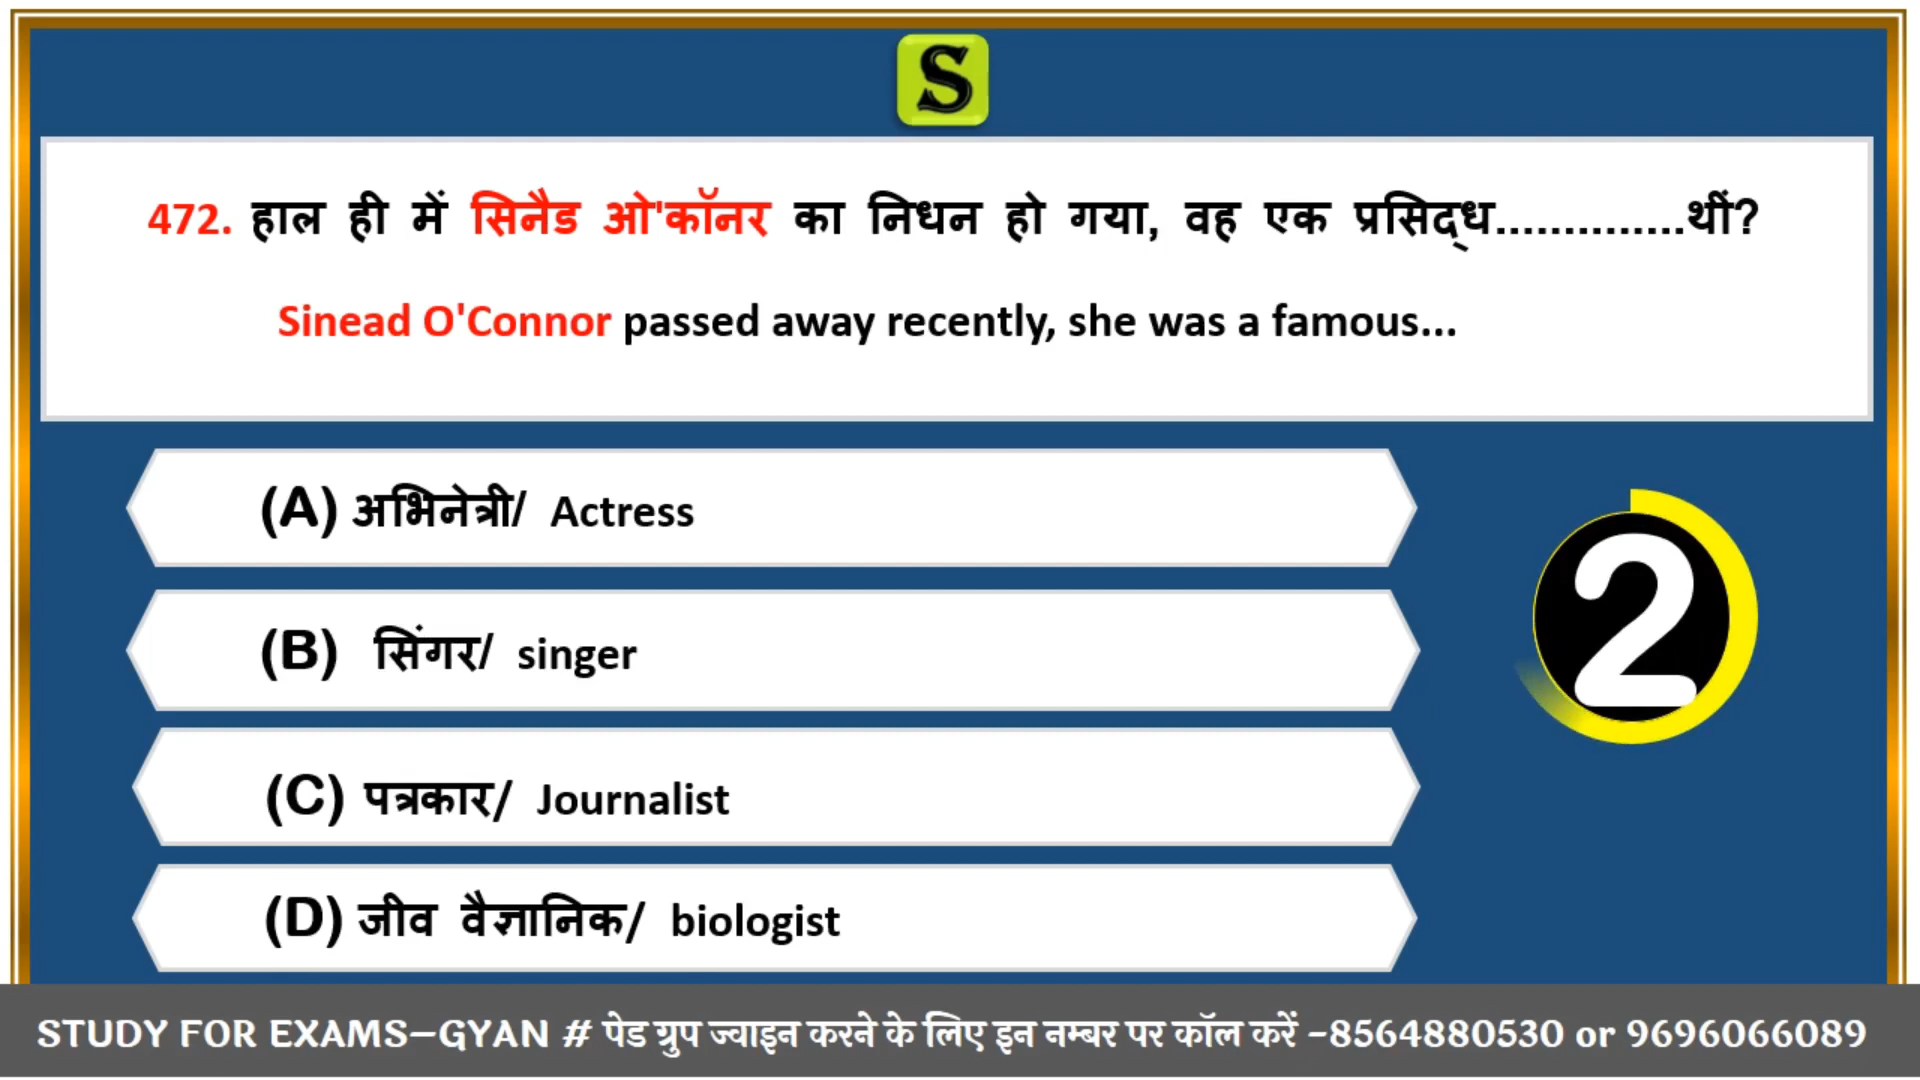 S
472. हाल ही में सिनैड ओ'कॉनर का निधन हो गया, वह एक प्रसिद्ध..............थीं?
Sinead O'Connor passed away recently, she was a famous...
(A) अभिनेत्री/ Actress
(B) सिंगर/ singer
2
(C) पत्रकार/ Journalist
(D) जीव वैज्ञानिक/ biologist
STUDY FOR EXAMS–GYAN # पेड ग्रुप ज्वाइन करने के लिए इन नम्बर पर कॉल करें –8564880530 or 9696066089